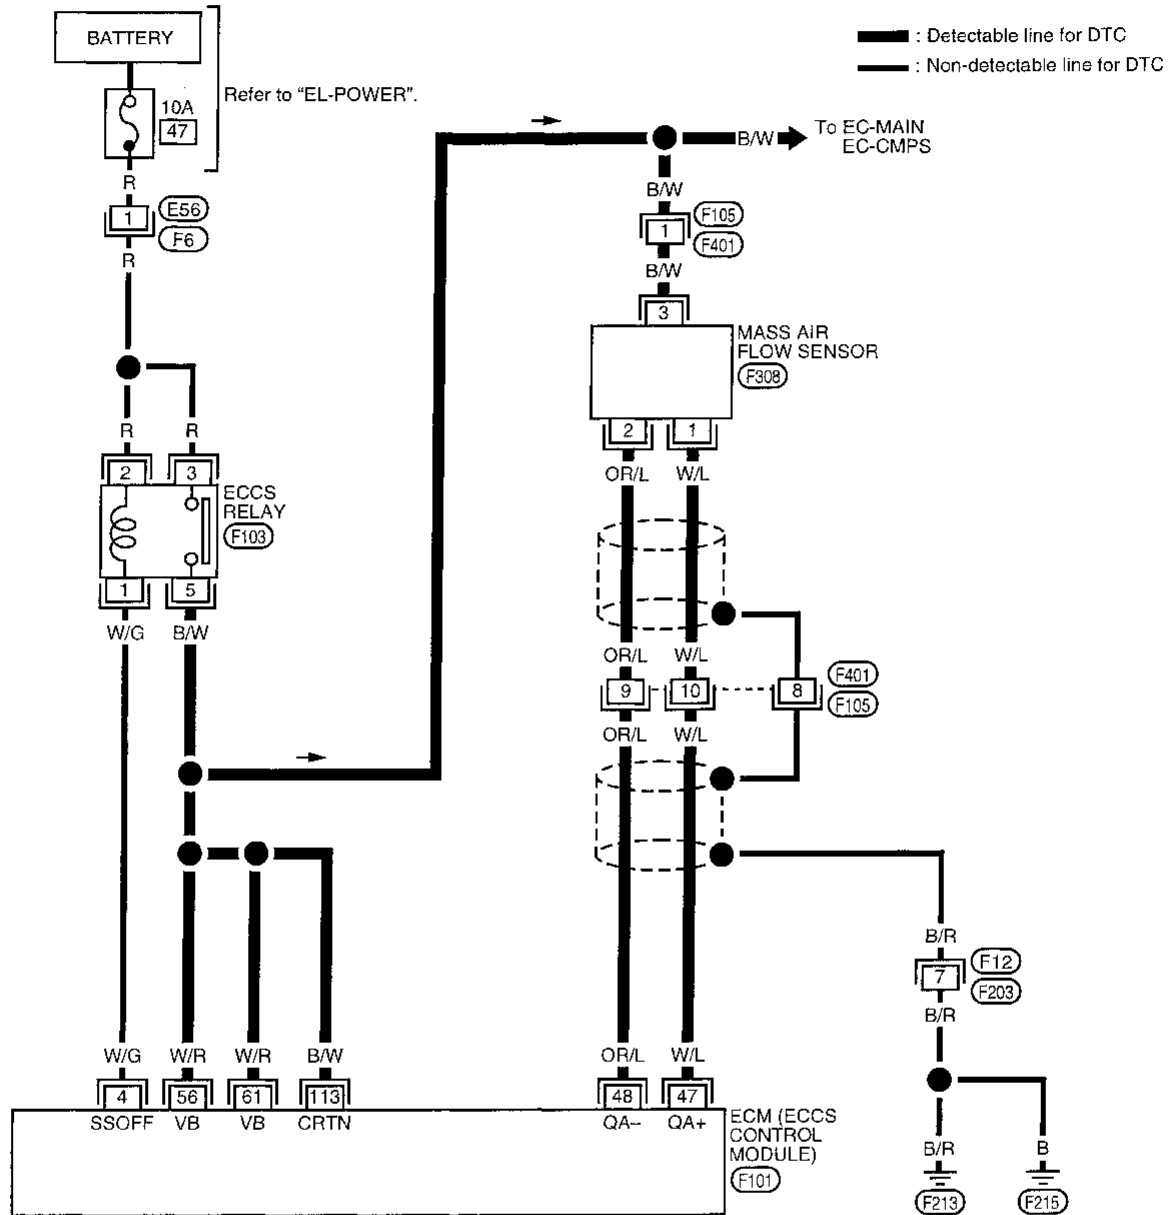 BATTERY
: Detectable line for DTC
: Non-detectable line for DTC
Refer to "EL-POWER".
10A
47
R
1
E56
F6
R
B/W
To EC-MAIN
EC-CMPS
B/W
1
F105
F401
B/W
3
MASS AIR
FLOW SENSOR
F308
R
R
2
3
ECCS
RELAY
F103
1
5
W/G
B/W
2
1
OR/L
W/L
OR/L
W/L
9
10
8
F401
F105
OR/L
W/L
B/R
7
F12
F203
B/R
W/G
W/R
W/R
B/W
OR/L
W/L
4
56
61
113
48
47
SSOFF
VB
VB
CRTN
QA–
QA+
ECM (ECCS
CONTROL
MODULE)
F101
B/R
B
F213
F215